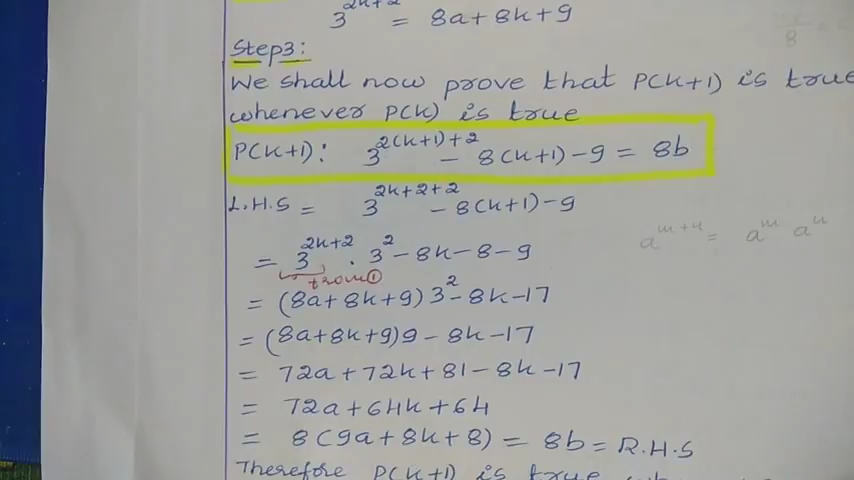 3^{2k+2} = 8a+8k+9
Step3:
We shall now prove that P(k+1) is true
whenever P(k) is true
P(k+1): 3^{2(k+1)+2} - 8(k+1)-9 = 8b
L.H.S = 3^{2k+2+2} - 8(k+1)-9
= 3^{2k+2} . 3^2 - 8k-8-9
from ①
a^{m+n} = a^m a^n
= (8a+8k+9)3^2-8k-17
= (8a+8k+9)9-8k-17
= 72a+72k+81-8k-17
= 72a+64k+64
= 8(9a+8k+8) = 8b = R.H.S
Therefore P(k+1) is true